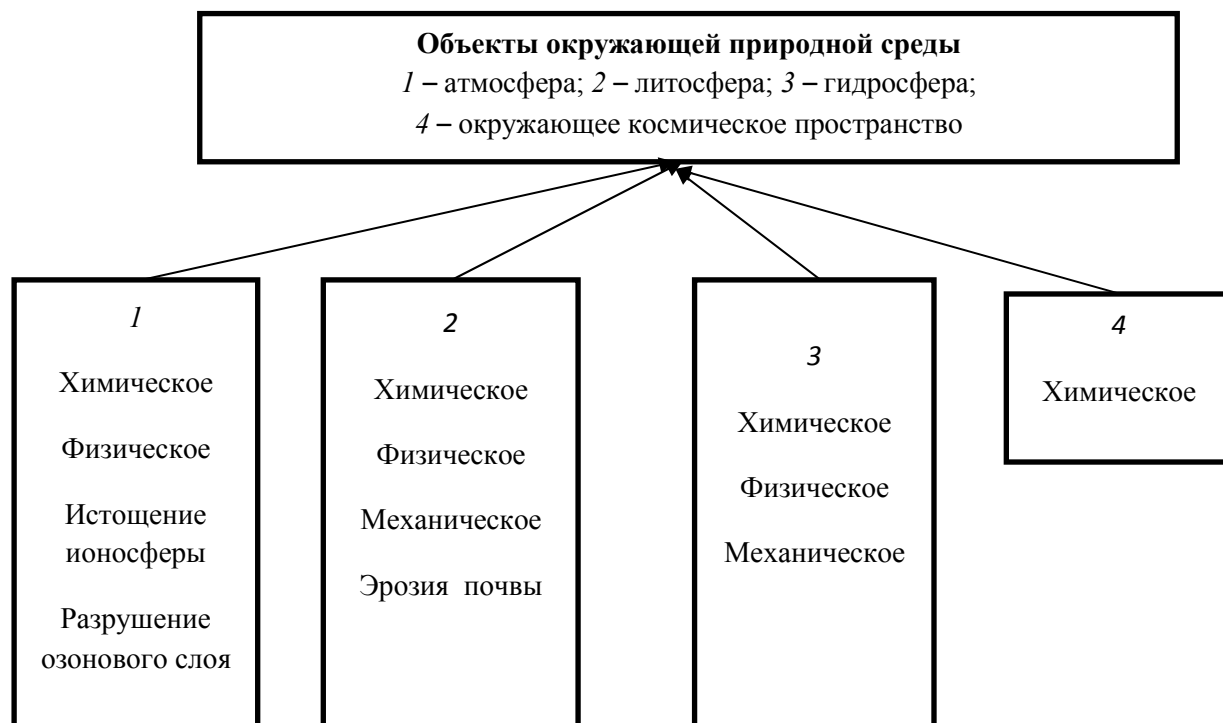 Объекты окружающей природной среды
1 – атмосфера; 2 – литосфера; 3 – гидросфера;
4 – окружающее космическое пространство
1
Химическое
Физическое
Истощение
ионосферы
Разрушение
озонового слоя
2
Химическое
Физическое
Механическое
Эрозия почвы
3
Химическое
Физическое
Механическое
4
Химическое